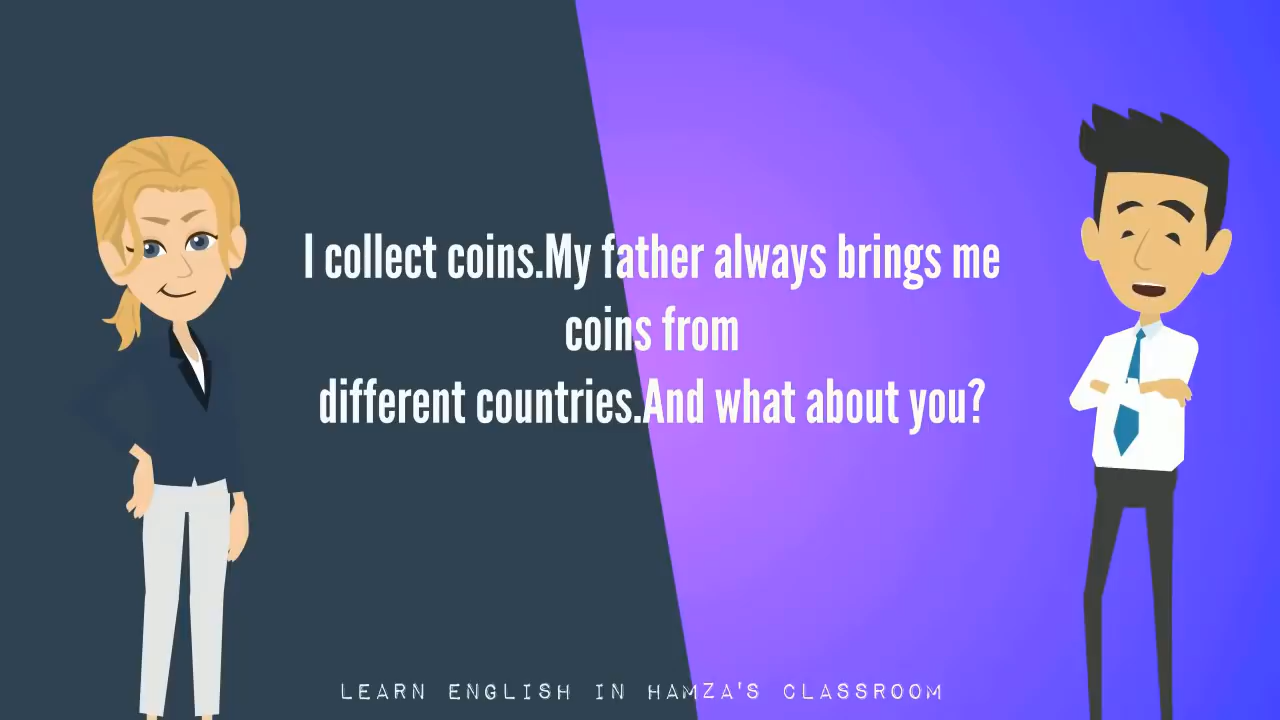 I collect coins.My father always brings me
coins from
different countries.And what about you?
LEARN ENGLISH IN HAMZA'S CLASSROOM